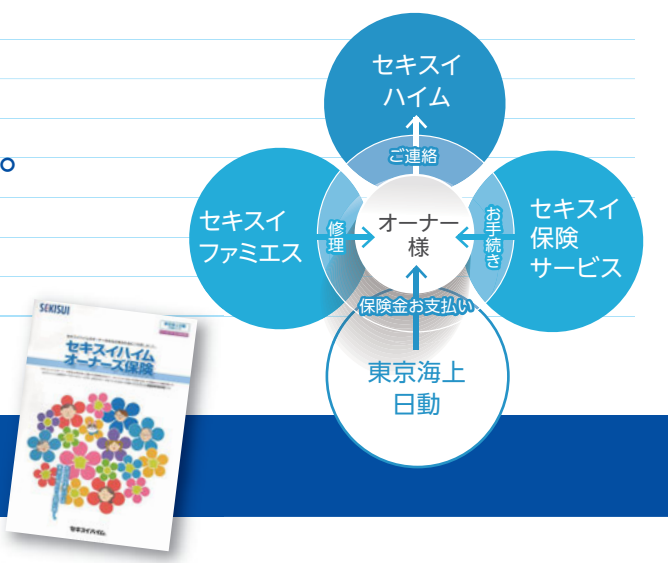 セキスイ
ハイム
ご連絡
セキスイ
ファミエス
修理
オーナー
様
お手続き
セキスイ
保険
サービス
保険金お支払い
東京海上
日動
SEKISUI
セキスイハイム
オーナーズ保険
セキスイハイム